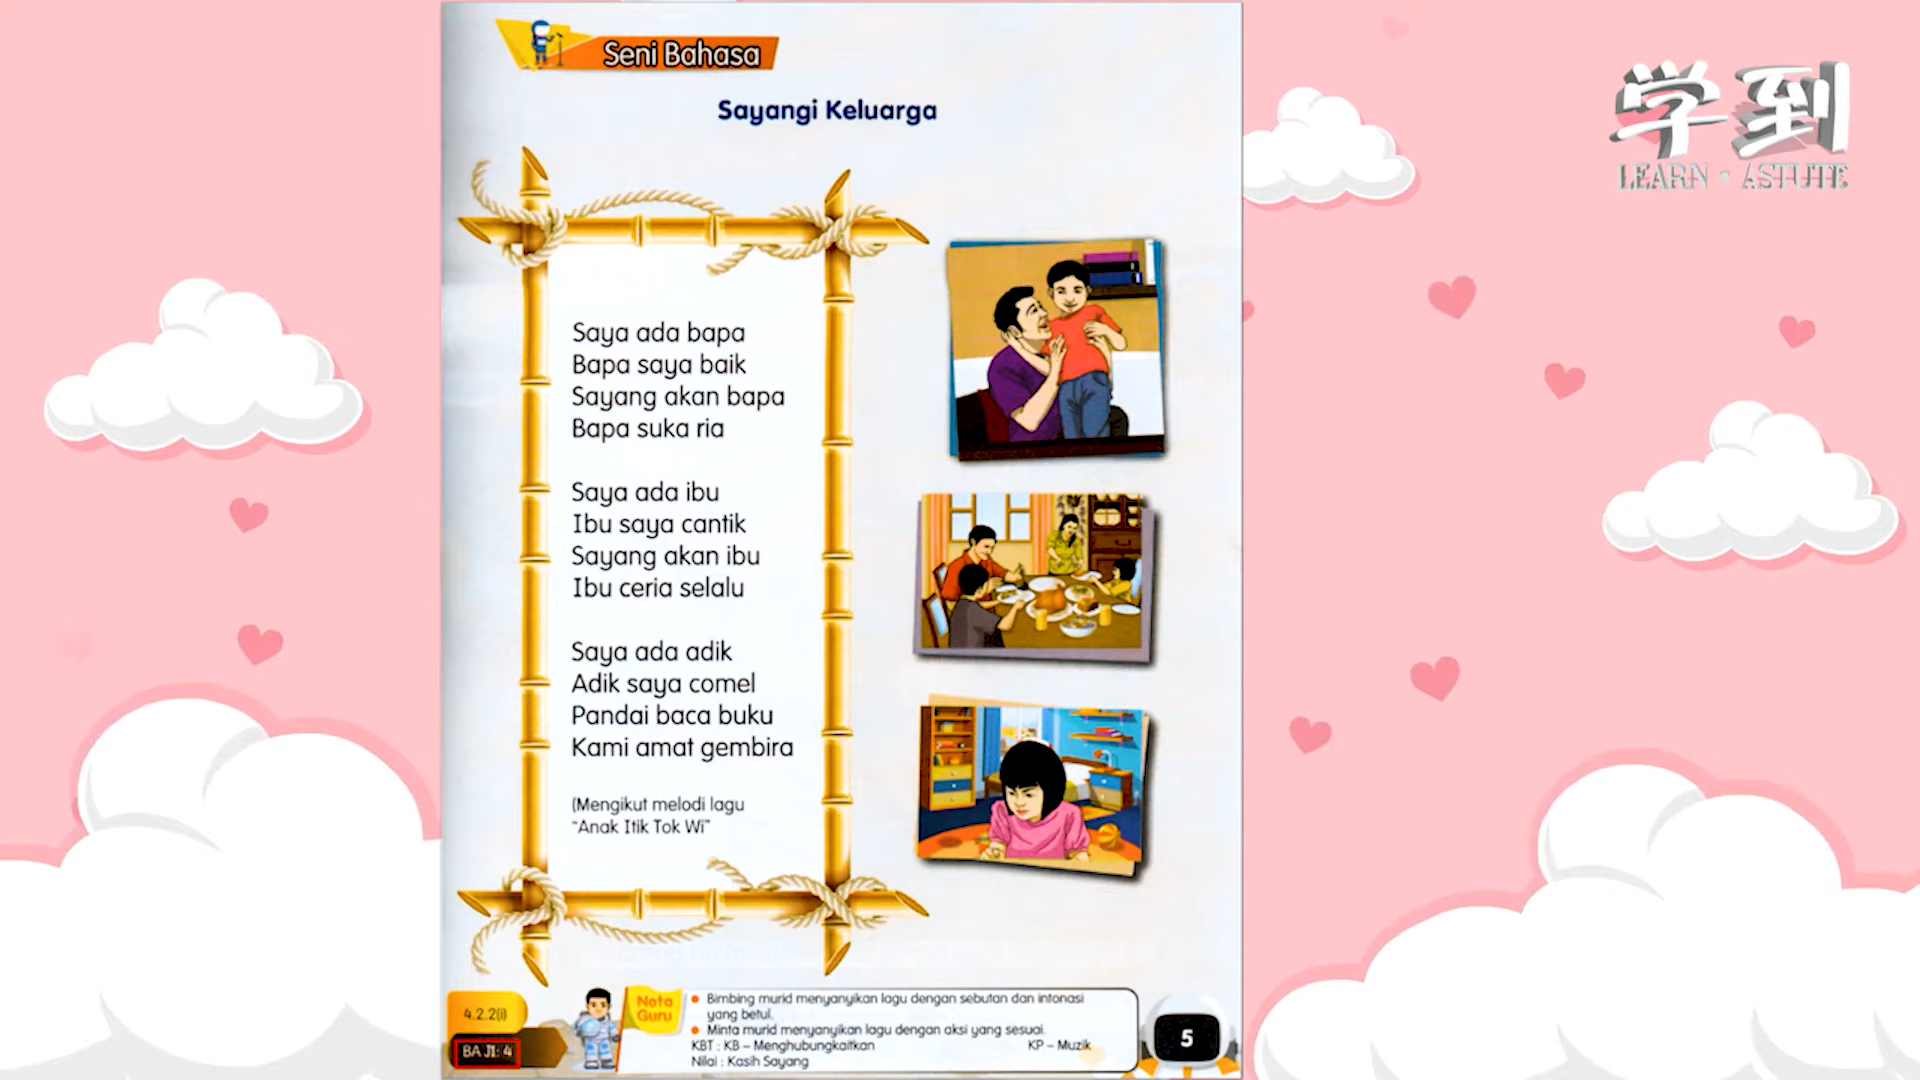 Seni Bahasa
Sayangi Keluarga
Saya ada bapa
Bapa saya baik
Sayang akan bapa
Bapa suka ria
Saya ada ibu
Ibu saya cantik
Sayang akan ibu
Ibu ceria selalu
Saya ada adik
Adik saya comel
Pandai baca buku
Kami amat gembira
(Mengikut melodi lagu
"Anak Itik Tok Wi"
4.2.2(i)
BA JI: 4
Nota
Guru
• Bimbing murid menyanyikan lagu dengan sebutan dan intonasi
yang betul.
• Minta murid menyanyikan lagu dengan aksi yang sesuai.
KBT : KB – Menghubungkaitkan KP – Muzik
Nilai : Kasih Sayang
5
学到
LEARN • ASTUTE